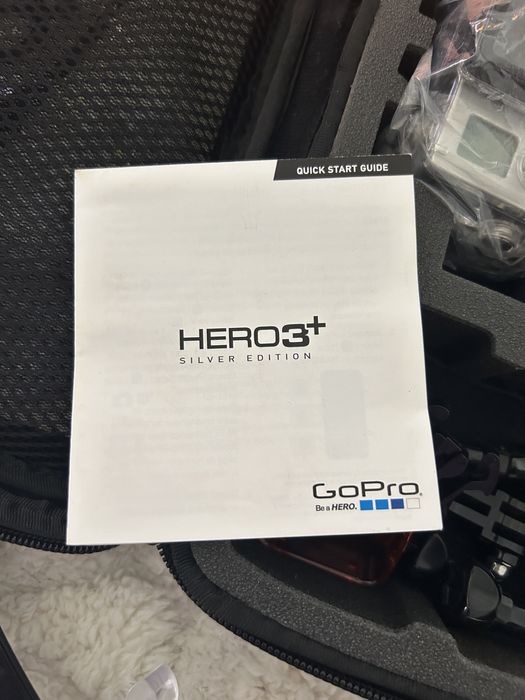 QUICK START GUIDE
HERO3+
SILVER EDITION
GoPro®
Be a HERO.